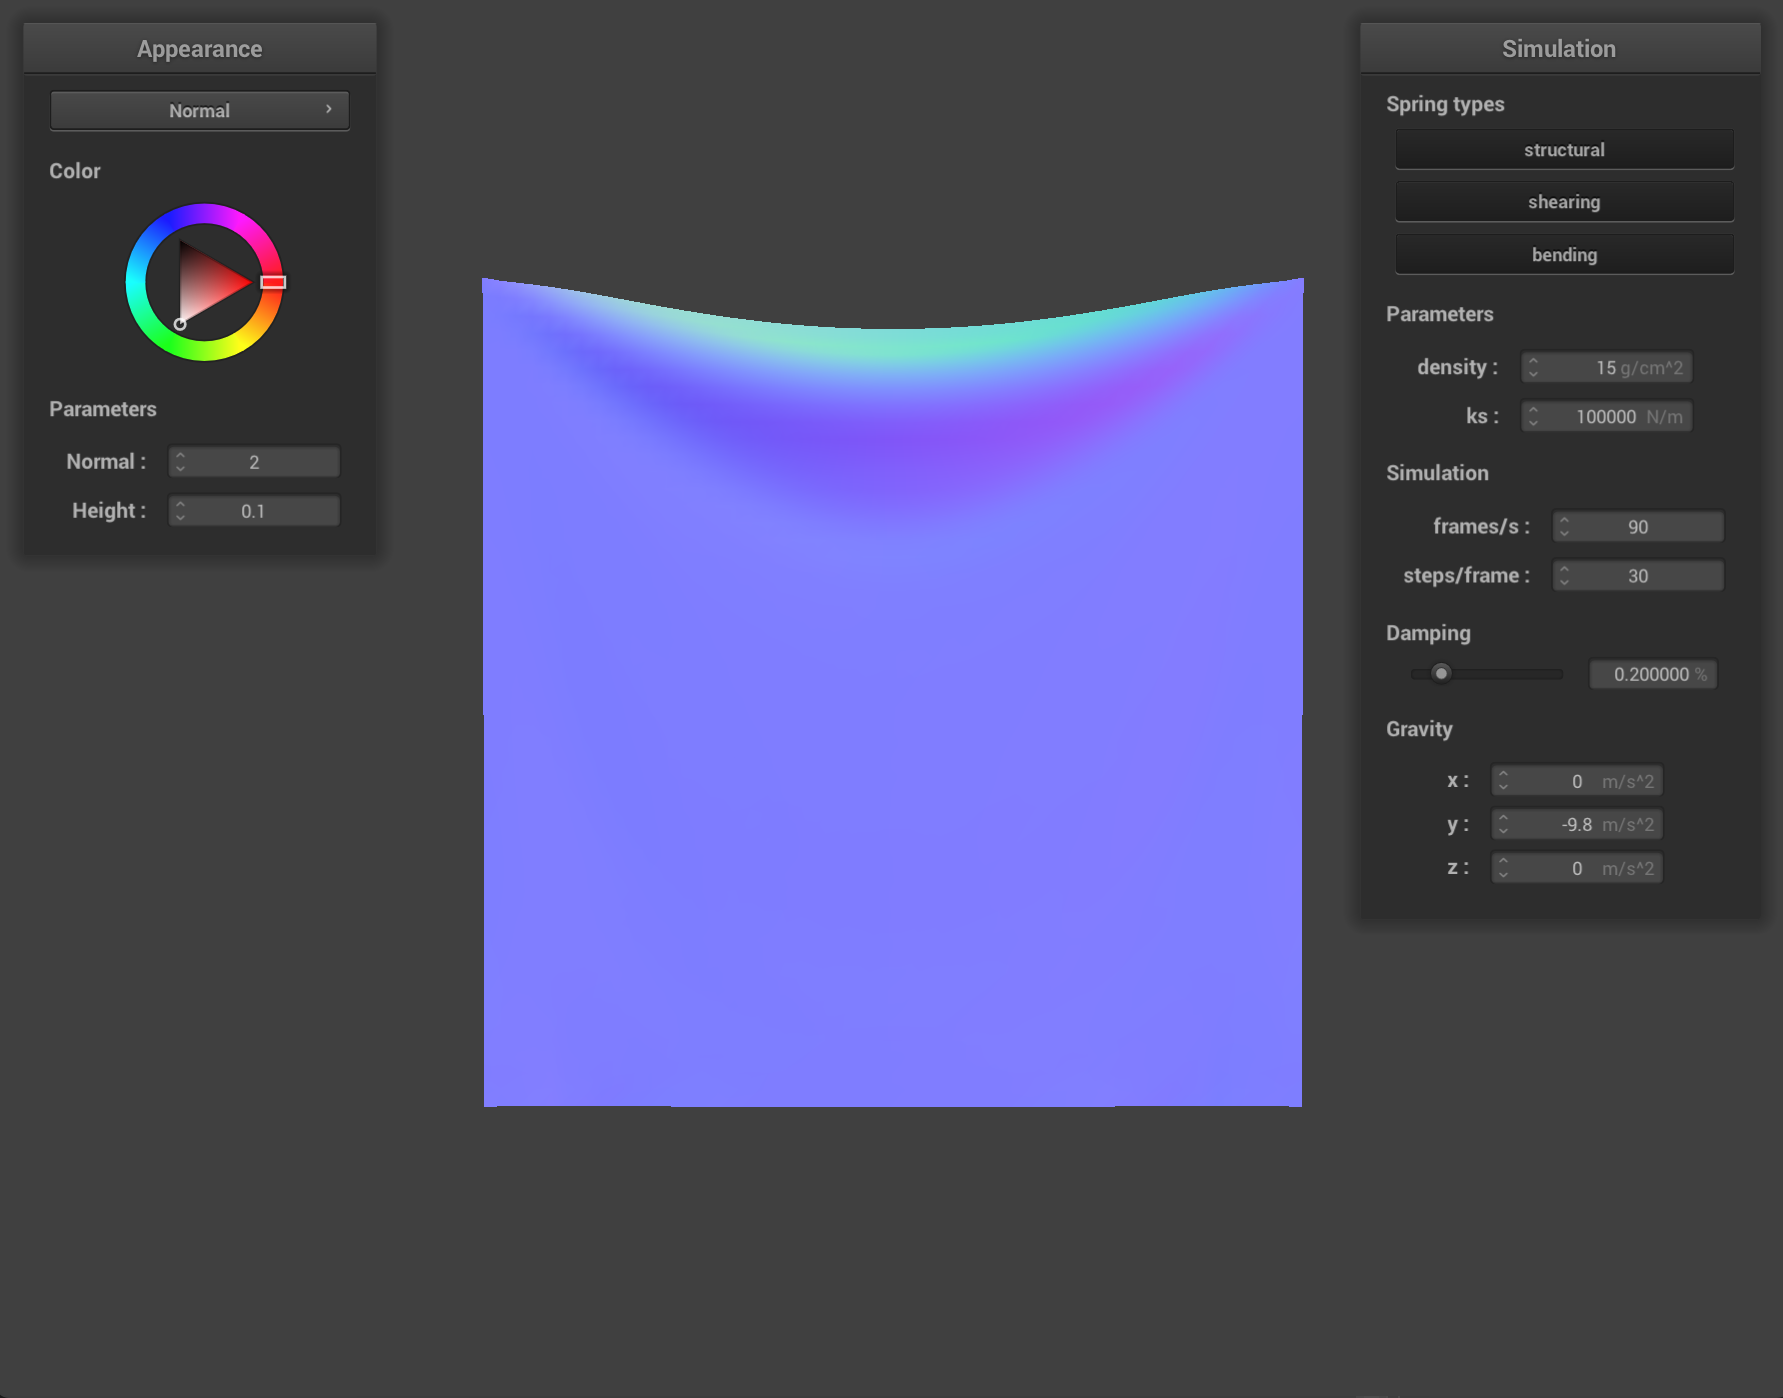 Appearance
Normal
Color
Parameters
Normal : 2
Height : 0.1
Simulation
Spring types
structural
shearing
bending
Parameters
density : 15 g/cm^2
ks : 100000 N/m
Simulation
frames/s : 90
steps/frame : 30
Damping
0.200000 %
Gravity
x : 0 m/s^2
y : -9.8 m/s^2
z : 0 m/s^2